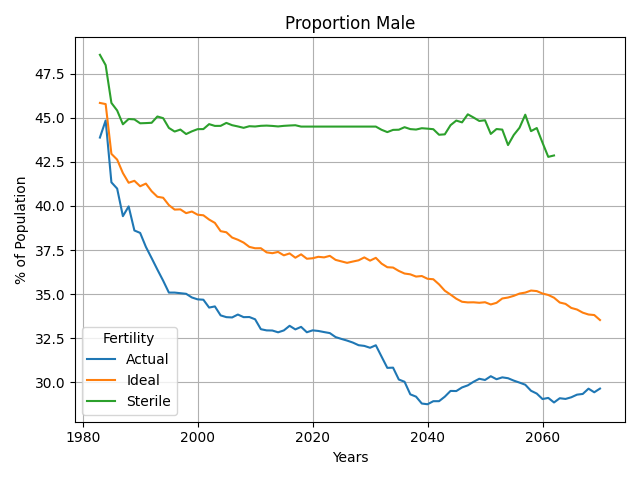 Proportion Male
% of Population
47.5
45.0
42.5
40.0
37.5
35.0
32.5
30.0
Fertility
Actual
Ideal
Sterile
1980
2000
2020
2040
2060
Years